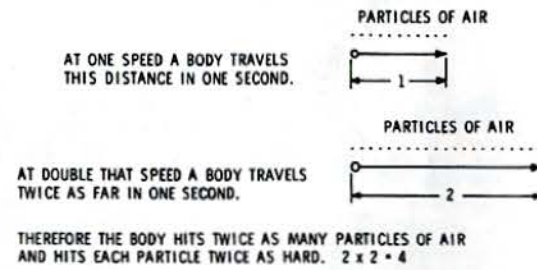 PARTICLES OF AIR
AT ONE SPEED A BODY TRAVELS
THIS DISTANCE IN ONE SECOND.
1
PARTICLES OF AIR
AT DOUBLE THAT SPEED A BODY TRAVELS
TWICE AS FAR IN ONE SECOND.
2
THEREFORE THE BODY HITS TWICE AS MANY PARTICLES OF AIR
AND HITS EACH PARTICLE TWICE AS HARD. 2 x 2 = 4